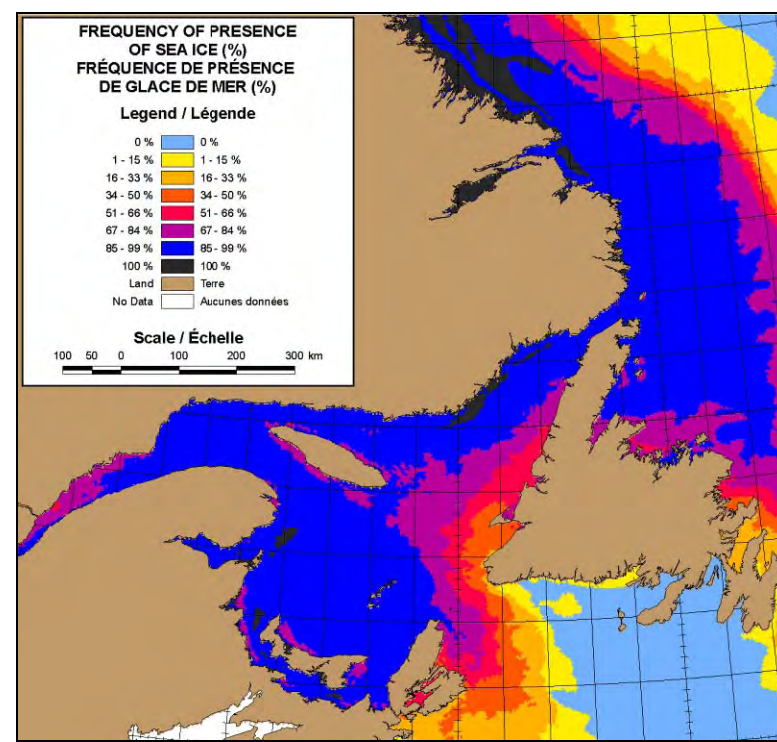 FREQUENCY OF PRESENCE
OF SEA ICE (%)
FRÉQUENCE DE PRÉSENCE
DE GLACE DE MER (%)
Legend / Légende
0 % 0 %
1 - 15 % 1 - 15 %
16 - 33 % 16 - 33 %
34 - 50 % 34 - 50 %
51 - 66 % 51 - 66 %
67 - 84 % 67 - 84 %
85 - 99 % 85 - 99 %
100 % 100 %
Land Terre
No Data Aucunes données
Scale / Échelle
100 50 0 100 200 300 km